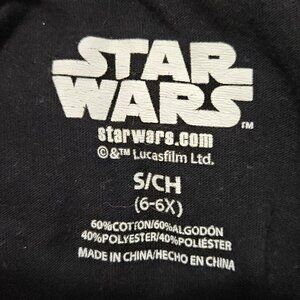 STAR
WARS
TM
starwars.com
©&™ Lucasfilm Ltd.
S/CH
(6-6X)
60%COTTON/60%ALGODÓN
40%POLYESTER/40%POLIÉSTER
MADE IN CHINA/HECHO EN CHINA